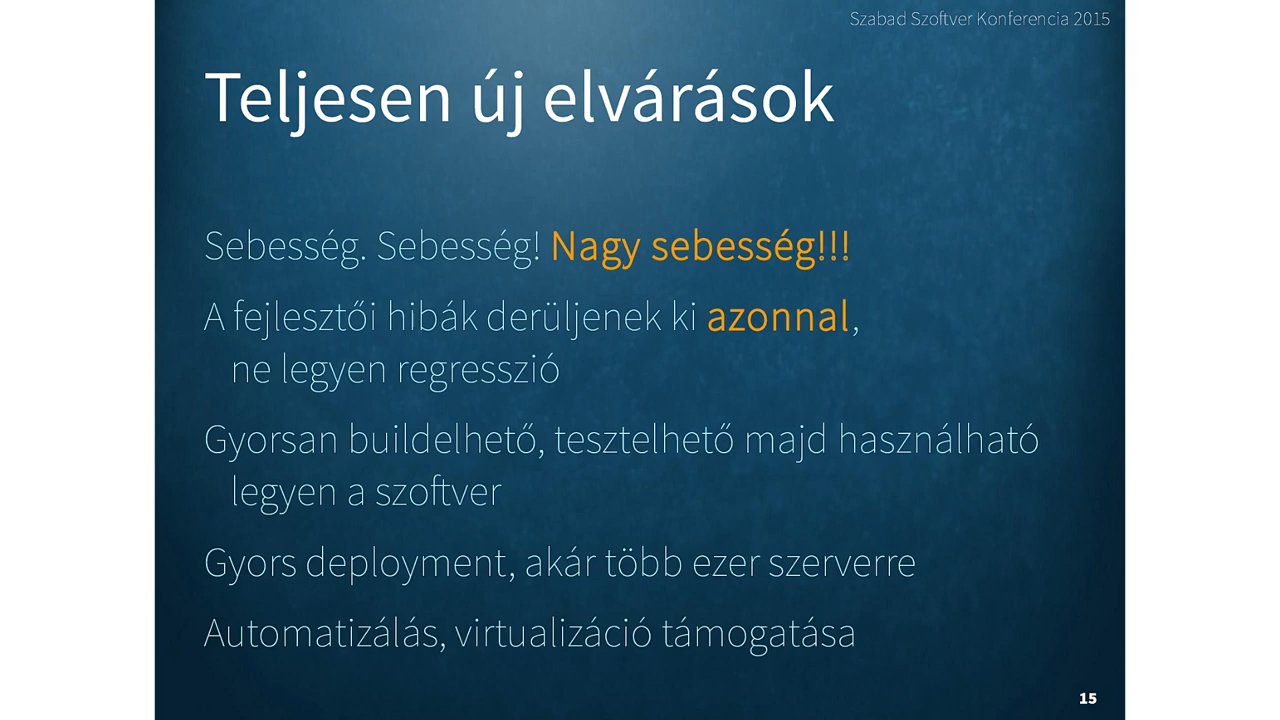 Szabad Szoftver Konferencia 2015
Teljesen új elvárások
Sebesség. Sebesség! Nagy sebesség!!!
A fejlesztői hibák derüljenek ki azonnal,
ne legyen regresszió
Gyorsan buildelhető, tesztelhető majd használható
legyen a szoftver
Gyors deployment, akár több ezer szerverre
Automatizálás, virtualizáció támogatása
15